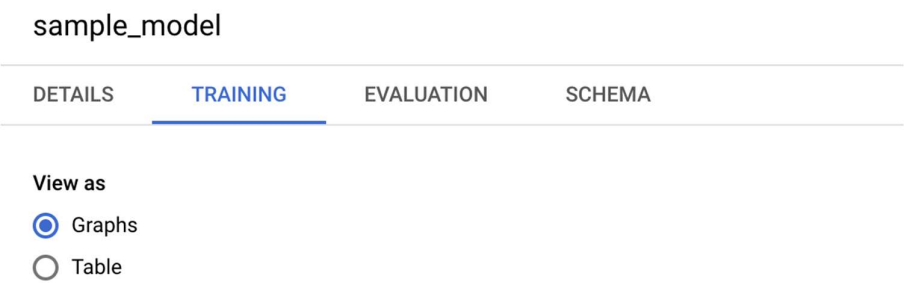 sample_model
DETAILS TRAINING EVALUATION SCHEMA
View as
Graphs
Table